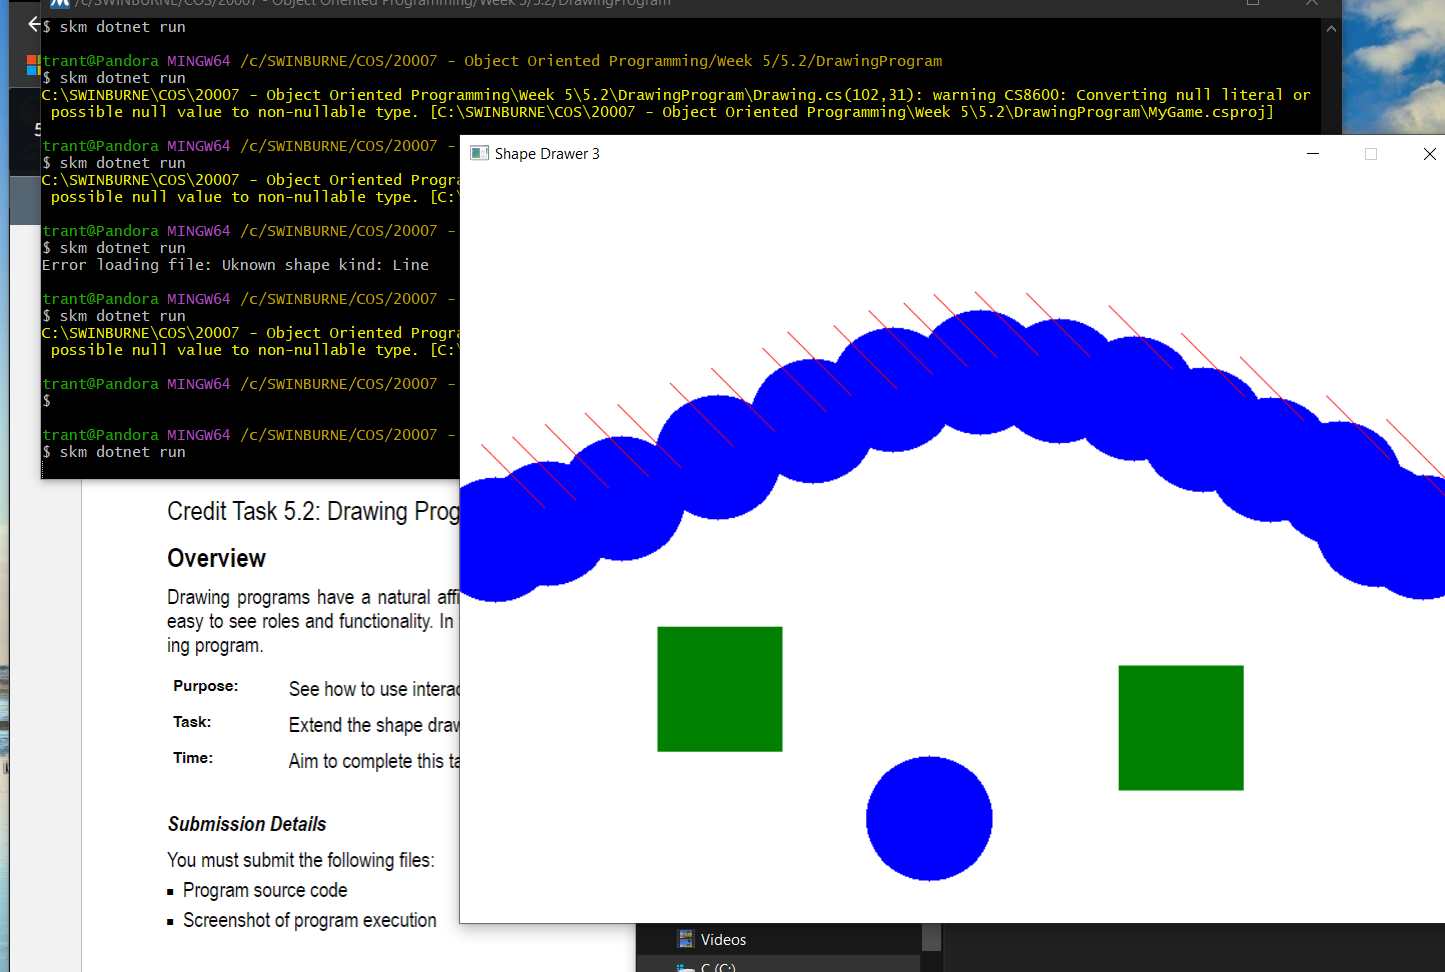 /c/SWINBURNE/COS/20007 - Object Oriented Programming/Week 5/5.2/DrawingProgram
$ skm dotnet run
trant@Pandora MINGW64 /c/SWINBURNE/COS/20007 - Object Oriented Programming/Week 5/5.2/DrawingProgram
$ skm dotnet run
C:\SWINBURNE\COS\20007 - Object Oriented Programming\Week 5\5.2\DrawingProgram\Drawing.cs(102,31): warning CS8600: Converting null literal or
possible null value to non-nullable type. [C:\SWINBURNE\COS\20007 - Object Oriented Programming\Week 5\5.2\DrawingProgram\MyGame.csproj]
trant@Pandora MINGW64 /c/SWINBURNE/COS/20007 -
$ skm dotnet run
C:\SWINBURNE\COS\20007 - Object Oriented Progra
possible null value to non-nullable type. [C:\
trant@Pandora MINGW64 /c/SWINBURNE/COS/20007 -
$ skm dotnet run
Error loading file: Uknown shape kind: Line
trant@Pandora MINGW64 /c/SWINBURNE/COS/20007 -
$ skm dotnet run
C:\SWINBURNE\COS\20007 - Object Oriented Progra
possible null value to non-nullable type. [C:\
trant@Pandora MINGW64 /c/SWINBURNE/COS/20007 -
$
trant@Pandora MINGW64 /c/SWINBURNE/COS/20007 -
$ skm dotnet run
Shape Drawer 3
Credit Task 5.2: Drawing Prog
Overview
Drawing programs have a natural affi
easy to see roles and functionality. In
ing program.
Purpose: See how to use interac
Task: Extend the shape draw
Time: Aim to complete this ta
Submission Details
You must submit the following files:
▪ Program source code
▪ Screenshot of program execution
Videos
C (C:)